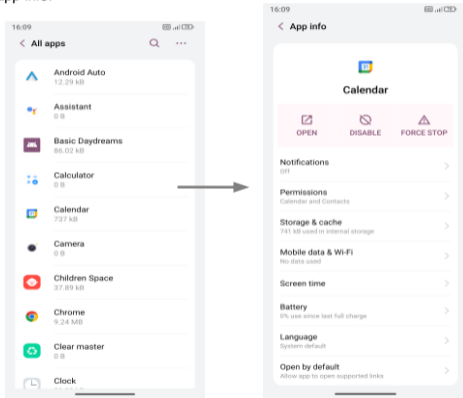 16:09
All apps
Android Auto
12.29 kB
Assistant
0 B
Basic Daydreams
86.02 kB
Calculator
0 B
Calendar
737 kB
Camera
0 B
Children Space
37.89 kB
Chrome
9.24 MB
Clear master
0 B
Clock
16:09
App info
Calendar
OPEN
DISABLE
FORCE STOP
Notifications
Off
Permissions
Calendar and Contacts
Storage & cache
741 kB used in internal storage
Mobile data & Wi-Fi
No data used
Screen time
Battery
0% use since last full charge
Language
System default
Open by default
Allow app to open supported links